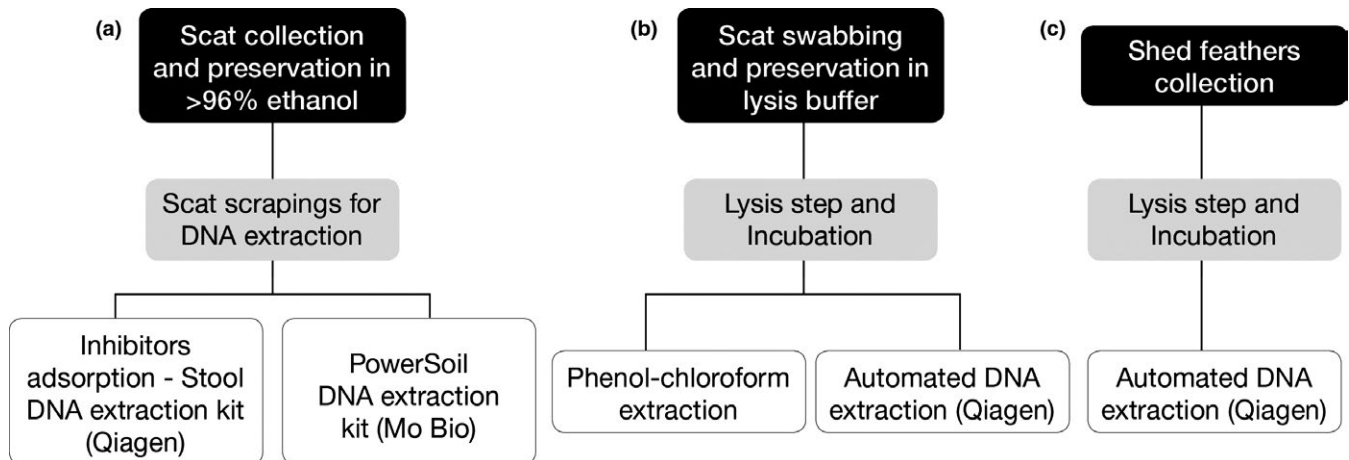 (a)
Scat collection
and preservation in
>96% ethanol
Scat scrapings for
DNA extraction
Inhibitors
adsorption - Stool
DNA extraction kit
(Qiagen)
PowerSoil
DNA extraction
kit (Mo Bio)
(b)
Scat swabbing
and preservation in
lysis buffer
Lysis step and
Incubation
Phenol-chloroform
extraction
Automated DNA
extraction (Qiagen)
(c)
Shed feathers
collection
Lysis step and
Incubation
Automated DNA
extraction (Qiagen)